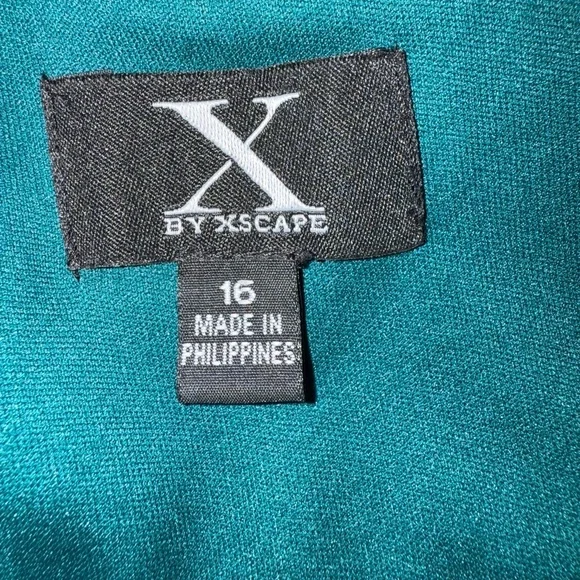 X
BY XSCAPE
16
MADE IN
PHILIPPINES